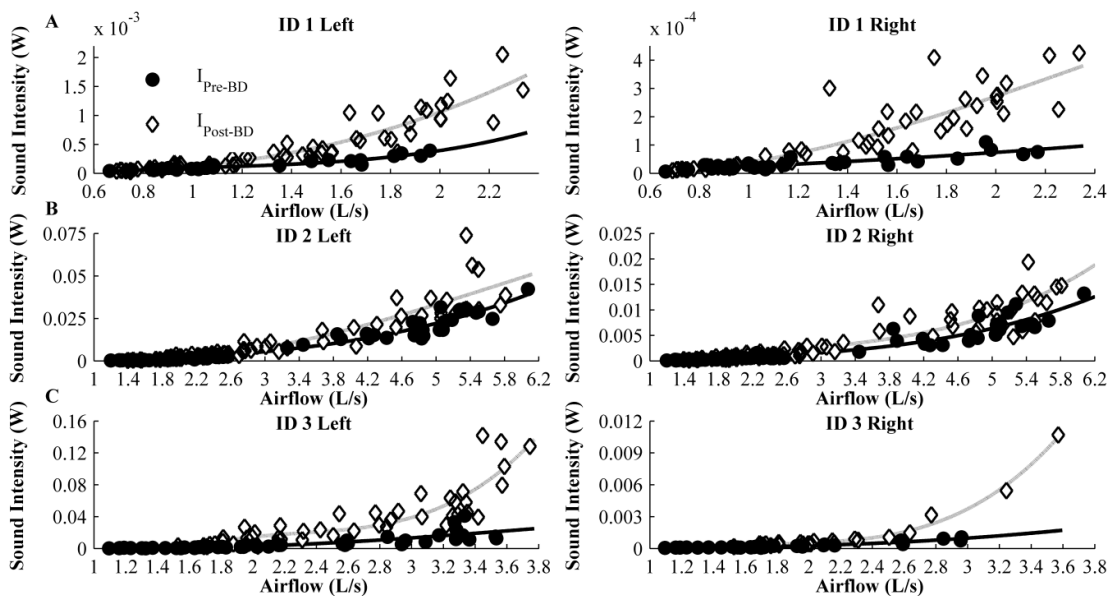 A
x 10⁻³
ID 1 Left
Sound Intensity (W)
2
1.5
1
0.5
0
I Pre-BD
I Post-BD
0.6 0.8 1 1.2 1.4 1.6 1.8 2 2.2
Airflow (L/s)
x 10⁻⁴
ID 1 Right
Sound Intensity (W)
4
3
2
1
0
0.6 0.8 1 1.2 1.4 1.6 1.8 2 2.2 2.4
Airflow (L/s)
B
ID 2 Left
Sound Intensity (W)
0.075
0.05
0.025
0
1 1.4 1.8 2.2 2.6 3 3.4 3.8 4.2 4.6 5 5.4 5.8 6.2
Airflow (L/s)
ID 2 Right
Sound Intensity (W)
0.025
0.02
0.015
0.01
0.005
0
1 1.4 1.8 2.2 2.6 3 3.4 3.8 4.2 4.6 5 5.4 5.8 6.2
Airflow (L/s)
C
ID 3 Left
Sound Intensity (W)
0.16
0.12
0.08
0.04
0
1 1.2 1.4 1.6 1.8 2 2.2 2.4 2.6 2.8 3 3.2 3.4 3.6 3.8
Airflow (L/s)
ID 3 Right
Sound Intensity (W)
0.012
0.009
0.006
0.003
0
1 1.2 1.4 1.6 1.8 2 2.2 2.4 2.6 2.8 3 3.2 3.4 3.6 3.8
Airflow (L/s)